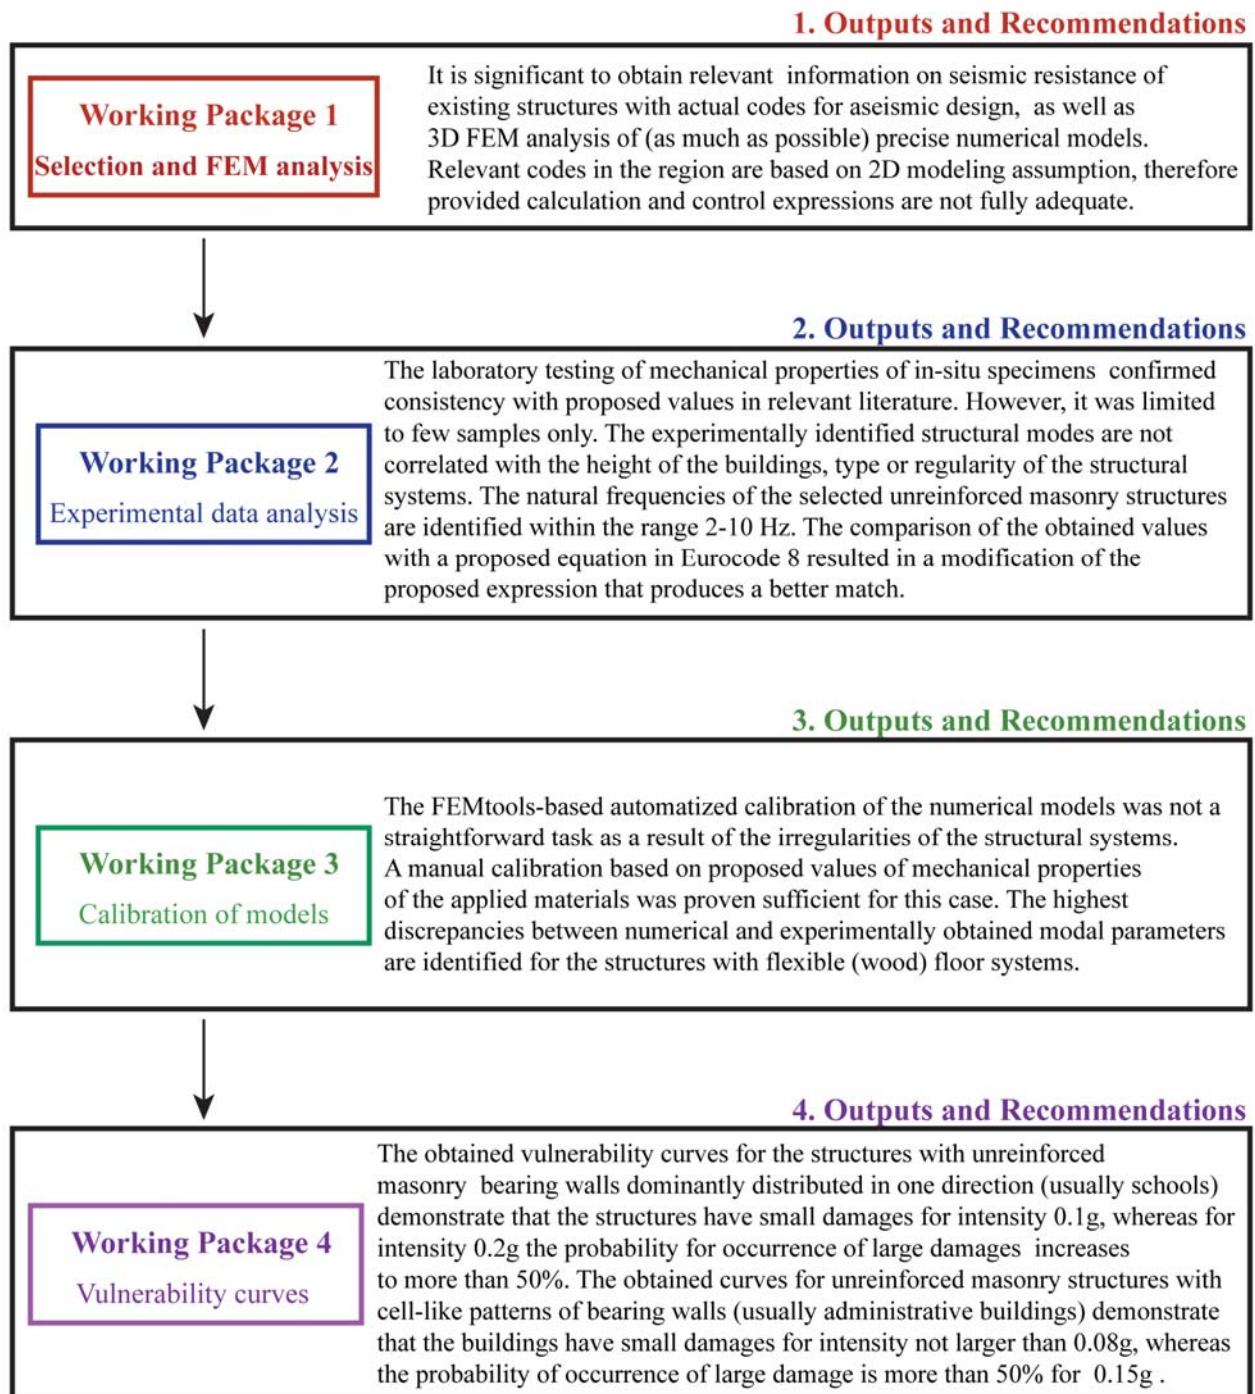 1. Outputs and Recommendations
Working Package 1
Selection and FEM analysis
It is significant to obtain relevant information on seismic resistance of
existing structures with actual codes for aseismic design, as well as
3D FEM analysis of (as much as possible) precise numerical models.
Relevant codes in the region are based on 2D modeling assumption, therefore
provided calculation and control expressions are not fully adequate.
2. Outputs and Recommendations
Working Package 2
Experimental data analysis
The laboratory testing of mechanical properties of in-situ specimens confirmed
consistency with proposed values in relevant literature. However, it was limited
to few samples only. The experimentally identified structural modes are not
correlated with the height of the buildings, type or regularity of the structural
systems. The natural frequencies of the selected unreinforced masonry structures
are identified within the range 2-10 Hz. The comparison of the obtained values
with a proposed equation in Eurocode 8 resulted in a modification of the
proposed expression that produces a better match.
3. Outputs and Recommendations
Working Package 3
Calibration of models
The FEMtools-based automatized calibration of the numerical models was not a
straightforward task as a result of the irregularities of the structural systems.
A manual calibration based on proposed values of mechanical properties
of the applied materials was proven sufficient for this case. The highest
discrepancies between numerical and experimentally obtained modal parameters
are identified for the structures with flexible (wood) floor systems.
4. Outputs and Recommendations
Working Package 4
Vulnerability curves
The obtained vulnerability curves for the structures with unreinforced
masonry bearing walls dominantly distributed in one direction (usually schools)
demonstrate that the structures have small damages for intensity 0.1g, whereas for
intensity 0.2g the probability for occurrence of large damages increases
to more than 50%. The obtained curves for unreinforced masonry structures with
cell-like patterns of bearing walls (usually administrative buildings) demonstrate
that the buildings have small damages for intensity not larger than 0.08g, whereas
the probability of occurrence of large damage is more than 50% for 0.15g .